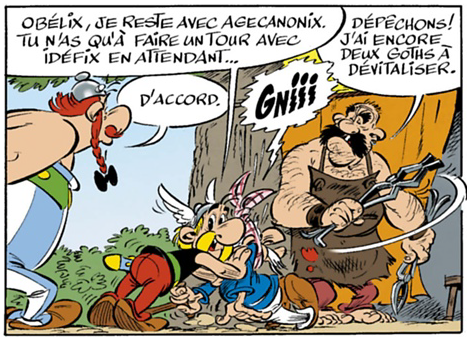 OBÉLIX, JE RESTE AVEC AGECANONIX.
TU N'AS QU'À FAIRE UN TOUR AVEC
IDÉFIX EN ATTENDANT...
D'ACCORD.
GNiii
DÉPÊCHONS!
J'AI ENCORE
DEUX GOTHS À
DÉVITALISER.